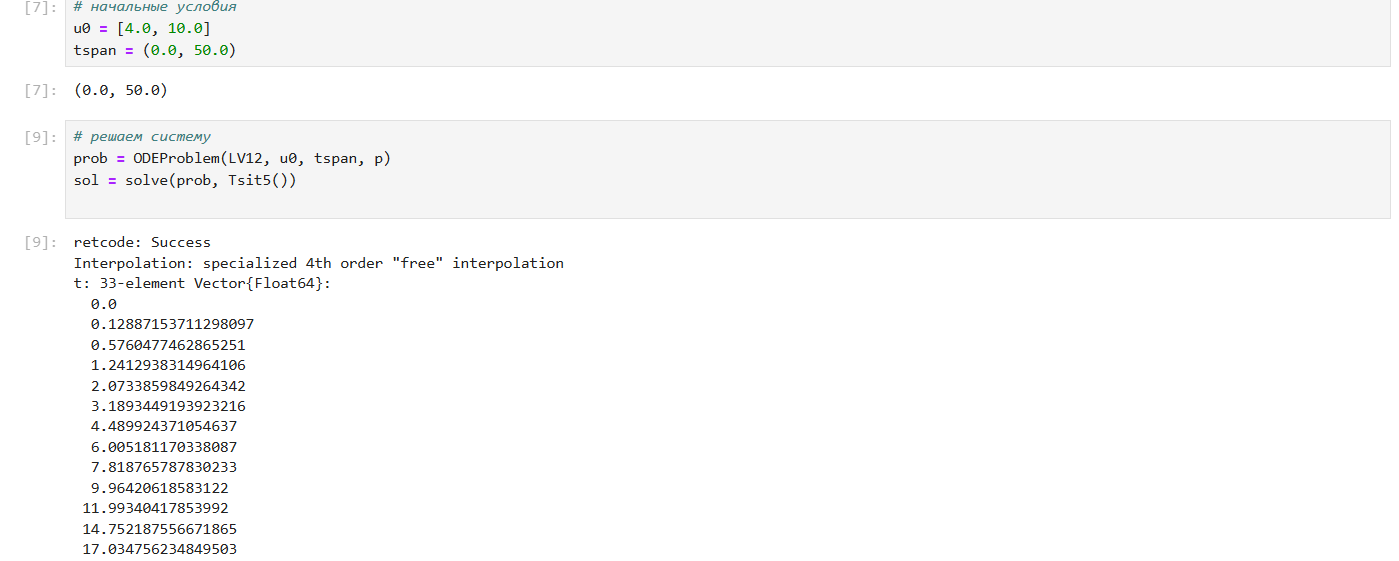 [7]: # начальные условия
u0 = [4.0, 10.0]
tspan = (0.0, 50.0)
[7]: (0.0, 50.0)
[9]: # решаем систему
prob = ODEProblem(LV12, u0, tspan, p)
sol = solve(prob, Tsit5())
[9]: retcode: Success
Interpolation: specialized 4th order "free" interpolation
t: 33-element Vector{Float64}:
0.0
0.12887153711298097
0.5760477462865251
1.2412938314964106
2.0733859849264342
3.1893449193923216
4.489924371054637
6.005181170338087
7.818765787830233
9.96420618583122
11.99340417853992
14.752187556671865
17.034756234849503